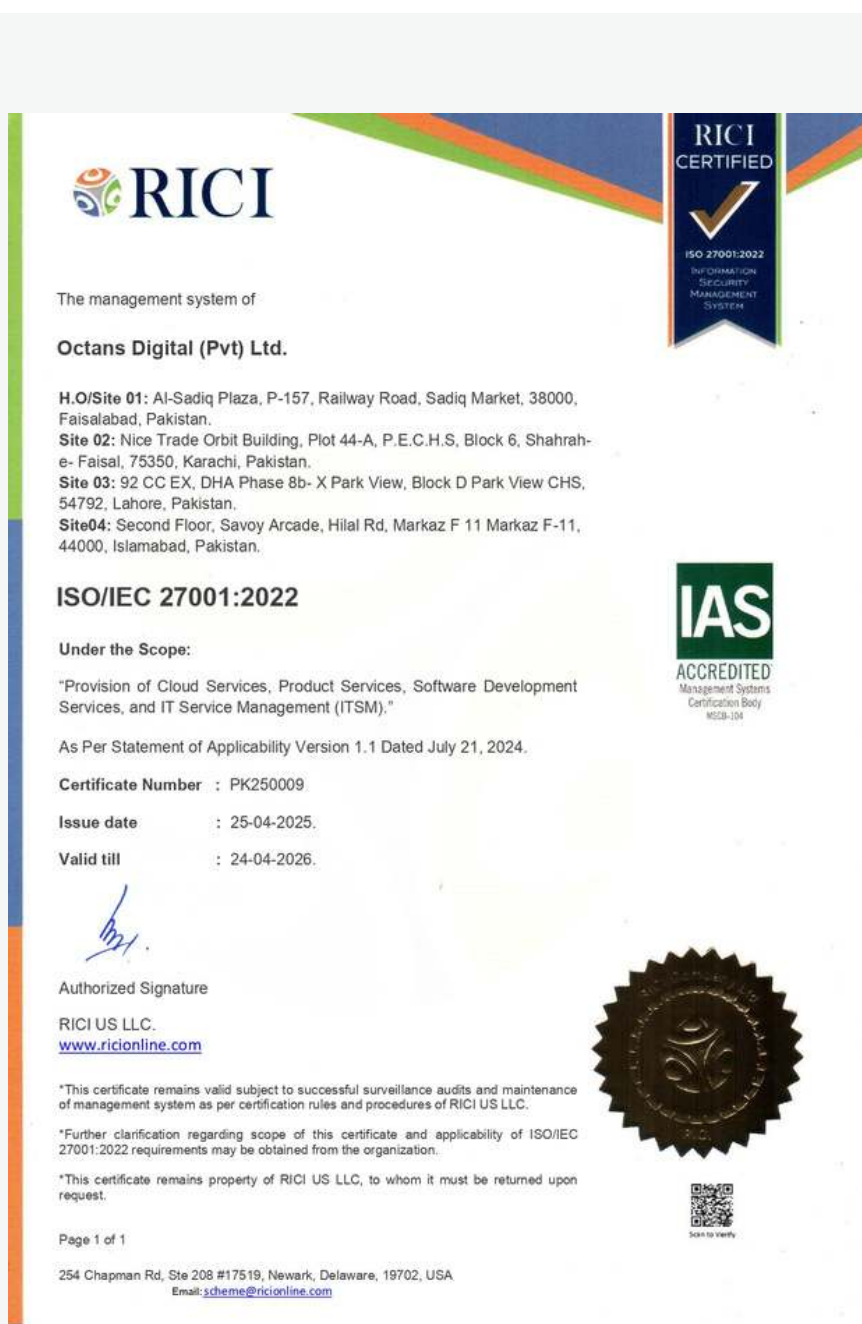 RICI
RICI
CERTIFIED
ISO 27001:2022
INFORMATION
SECURITY
MANAGEMENT
SYSTEM
The management system of
Octans Digital (Pvt) Ltd.
H.O/Site 01: Al-Sadiq Plaza, P-157, Railway Road, Sadiq Market, 38000,
Faisalabad, Pakistan.
Site 02: Nice Trade Orbit Building, Plot 44-A, P.E.C.H.S, Block 6, Shahrah-
e- Faisal, 75350, Karachi, Pakistan.
Site 03: 92 CC EX, DHA Phase 8b- X Park View, Block D Park View CHS,
54792, Lahore, Pakistan.
Site04: Second Floor, Savoy Arcade, Hilal Rd, Markaz F 11 Markaz F-11,
44000, Islamabad, Pakistan.
ISO/IEC 27001:2022
IAS
ACCREDITED
Management Systems
Certification Body
MSCB-104
Under the Scope:
"Provision of Cloud Services, Product Services, Software Development
Services, and IT Service Management (ITSM)."
As Per Statement of Applicability Version 1.1 Dated July 21, 2024.
Certificate Number : PK250009
Issue date : 25-04-2025.
Valid till : 24-04-2026.
Authorized Signature
RICI US LLC.
www.ricionline.com
*This certificate remains valid subject to successful surveillance audits and maintenance
of management system as per certification rules and procedures of RICI US LLC.
*Further clarification regarding scope of this certificate and applicability of ISO/IEC
27001:2022 requirements may be obtained from the organization.
*This certificate remains property of RICI US LLC, to whom it must be returned upon
request.
RICI
Scan to Verify
Page 1 of 1
254 Chapman Rd, Ste 208 #17519, Newark, Delaware, 19702, USA
Email: scheme@ricionline.com